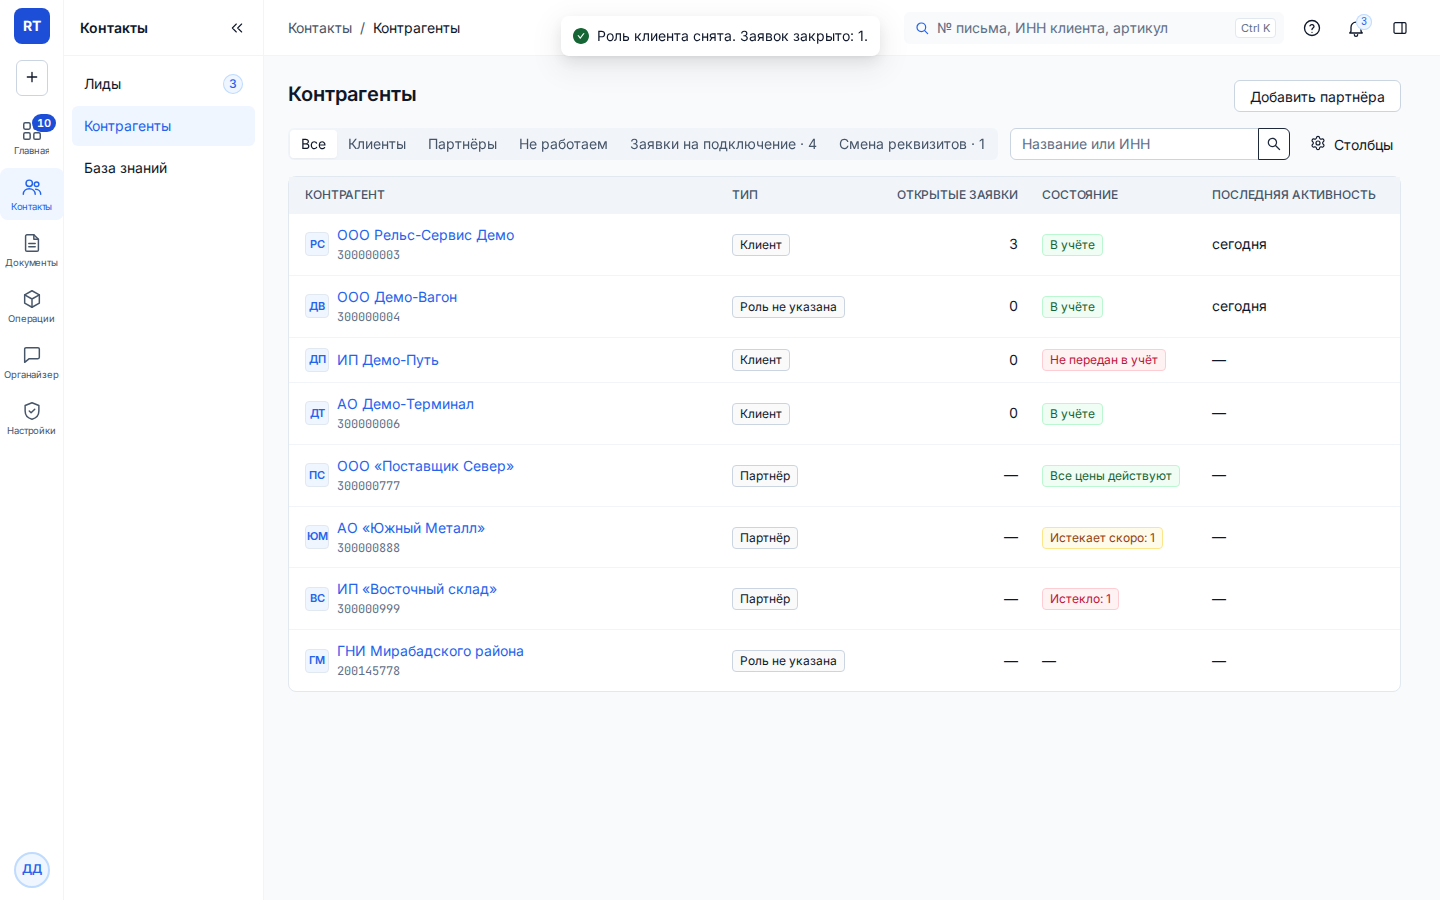 RT
Контакты
Контакты / Контрагенты
Роль клиента снята. Заявок закрыто: 1.
№ письма, ИНН клиента, артикул
Ctrl K
3
10
Главная
Контакты
Документы
Операции
Органайзер
Настройки
ДД
Лиды
3
Контрагенты
База знаний
Контрагенты
Добавить партнёра
Все
Клиенты
Партнёры
Не работаем
Заявки на подключение · 4
Смена реквизитов · 1
Название или ИНН
Столбцы
КОНТРАГЕНТ ТИП ОТКРЫТЫЕ ЗАЯВКИ СОСТОЯНИЕ ПОСЛЕДНЯЯ АКТИВНОСТЬ
РС ООО Рельс-Сервис Демо Клиент 3 В учёте сегодня
300000003
ДВ ООО Демо-Вагон Роль не указана 0 В учёте сегодня
300000004
ДП ИП Демо-Путь Клиент 0 Не передан в учёт —
ДТ АО Демо-Терминал Клиент 0 В учёте —
300000006
ПС ООО «Поставщик Север» Партнёр — Все цены действуют —
300000777
ЮМ АО «Южный Металл» Партнёр — Истекает скоро: 1 —
300000888
ВС ИП «Восточный склад» Партнёр — Истекло: 1 —
300000999
ГМ ГНИ Мирабадского района Роль не указана — — —
200145778